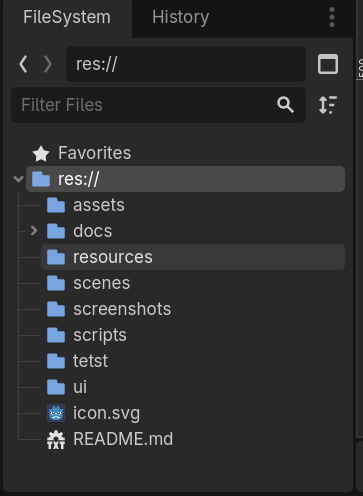 FileSystem History
res://
Filter Files
Favorites
res://
assets
docs
resources
scenes
screenshots
scripts
tetst
ui
icon.svg
README.md
500